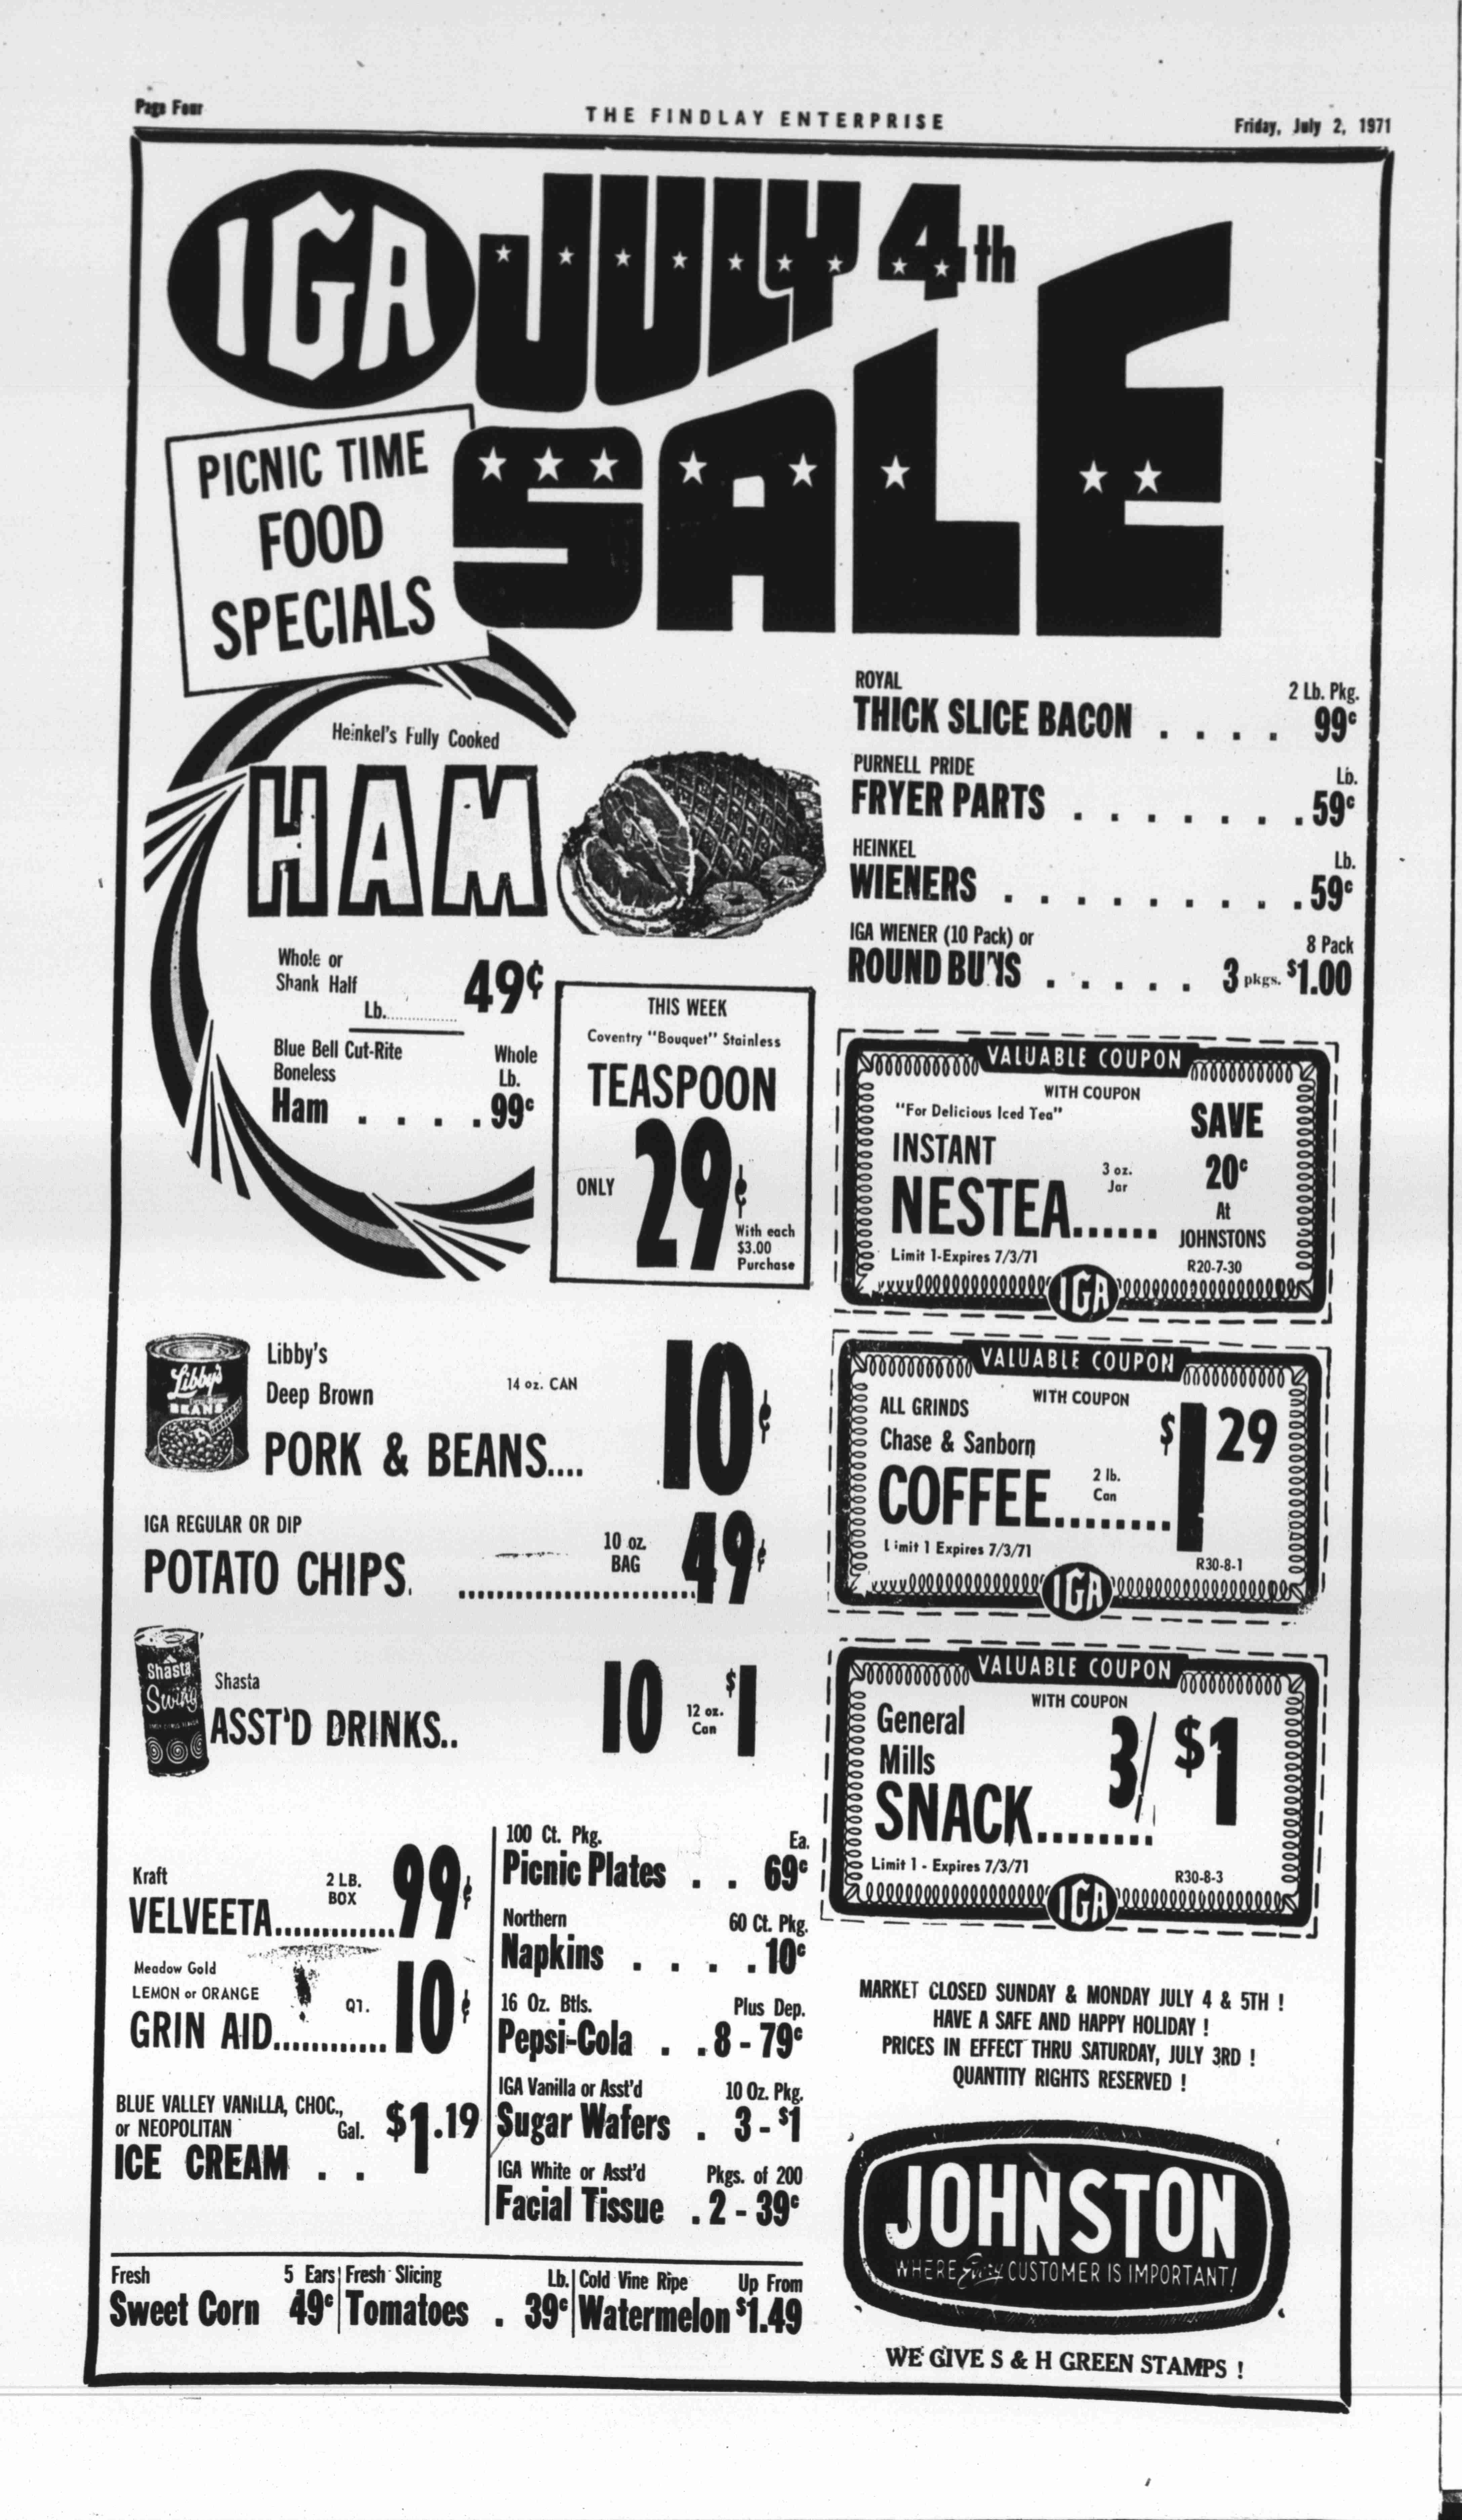 Page Four
THE FINDLAY ENTERPRISE
Friday, July 2, 1971
IGA
JULY 4th
SALE
PICNIC TIME
FOOD
SPECIALS
Heinkel's Fully Cooked
HAM
Whole or
Shank Half
Lb. 49¢
Blue Bell Cut-Rite
Boneless Whole Lb.
Ham . . . . . 99¢
THIS WEEK
Coventry "Bouquet" Stainless
TEASPOON
ONLY 29¢
With each
$3.00
Purchase
ROYAL 2 Lb. Pkg.
THICK SLICE BACON . . . . 99¢
PURNELL PRIDE Lb.
FRYER PARTS . . . . . . . 59¢
HEINKEL Lb.
WIENERS . . . . . . . . . 59¢
IGA WIENER (10 Pack) or 8 Pack
ROUND BUNS . . . . . 3 pkgs. $1.00
VALUABLE COUPON
WITH COUPON
"For Delicious Iced Tea"
INSTANT
NESTEA...... 3 oz. Jar
SAVE
20¢
At
JOHNSTONS
Limit 1-Expires 7/3/71
R20-7-30
IGA
VALUABLE COUPON
WITH COUPON
ALL GRINDS
Chase & Sanborn
COFFEE........ 2 lb. Can $1 29
Limit 1 Expires 7/3/71
R30-8-1
IGA
VALUABLE COUPON
WITH COUPON
General
Mills
SNACK........ 3/$1
Limit 1 - Expires 7/3/71
R30-8-3
IGA
Libby's
BEANS
Libby's
Deep Brown 14 oz. CAN
PORK & BEANS.... 10¢
IGA REGULAR OR DIP
POTATO CHIPS. 10 oz. BAG 49¢
Shasta
Swing
Shasta
ASST'D DRINKS.. 10 12 oz. Can $1
Kraft 2 LB. BOX
VELVEETA............. 99¢
Meadow Gold
LEMON or ORANGE QT.
GRIN AID............ 10¢
BLUE VALLEY VANILLA, CHOC.,
or NEOPOLITAN Gal.
ICE CREAM . . $1.19
100 Ct. Pkg. Ea.
Picnic Plates . . 69¢
Northern 60 Ct. Pkg.
Napkins . . . . . 10¢
16 Oz. Btls. Plus Dep.
Pepsi-Cola . . 8 - 79¢
IGA Vanilla or Asst'd 10 Oz. Pkg.
Sugar Wafers . 3 - $1
IGA White or Asst'd Pkgs. of 200
Facial Tissue . 2 - 39¢
Fresh 5 Ears
Sweet Corn 49¢
Fresh Slicing Lb.
Tomatoes . 39¢
Cold Vine Ripe Up From
Watermelon $1.49
MARKET CLOSED SUNDAY & MONDAY JULY 4 & 5TH !
HAVE A SAFE AND HAPPY HOLIDAY !
PRICES IN EFFECT THRU SATURDAY, JULY 3RD !
QUANTITY RIGHTS RESERVED !
JOHNSTON
WHERE Every CUSTOMER IS IMPORTANT!
WE GIVE S & H GREEN STAMPS !